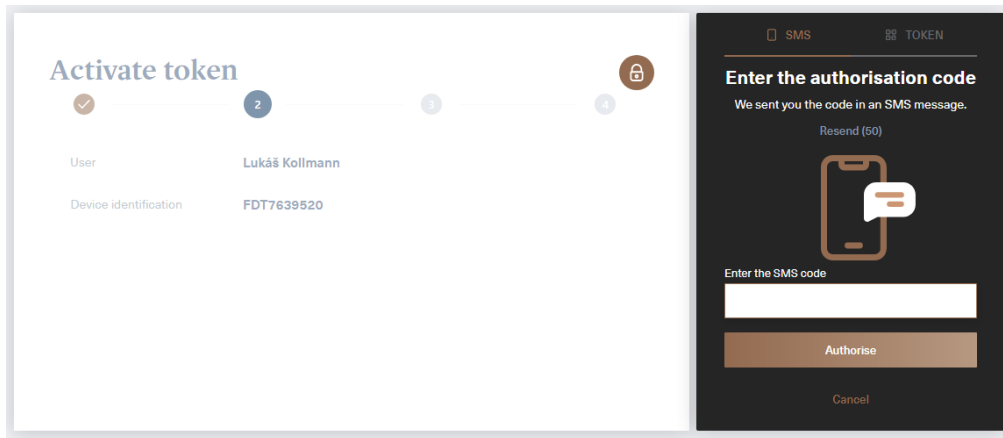 Activate token
2
3
4
User Lukáš Kollmann
Device identification FDT7639520
SMS TOKEN
Enter the authorisation code
We sent you the code in an SMS message.
Resend (50)
Enter the SMS code
Authorise
Cancel